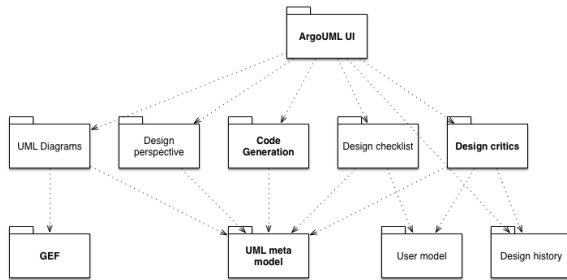 ArgoUML UI
UML Diagrams
Design
perspective
Code
Generation
Design checklist
Design critics
GEF
UML meta
model
User model
Design history